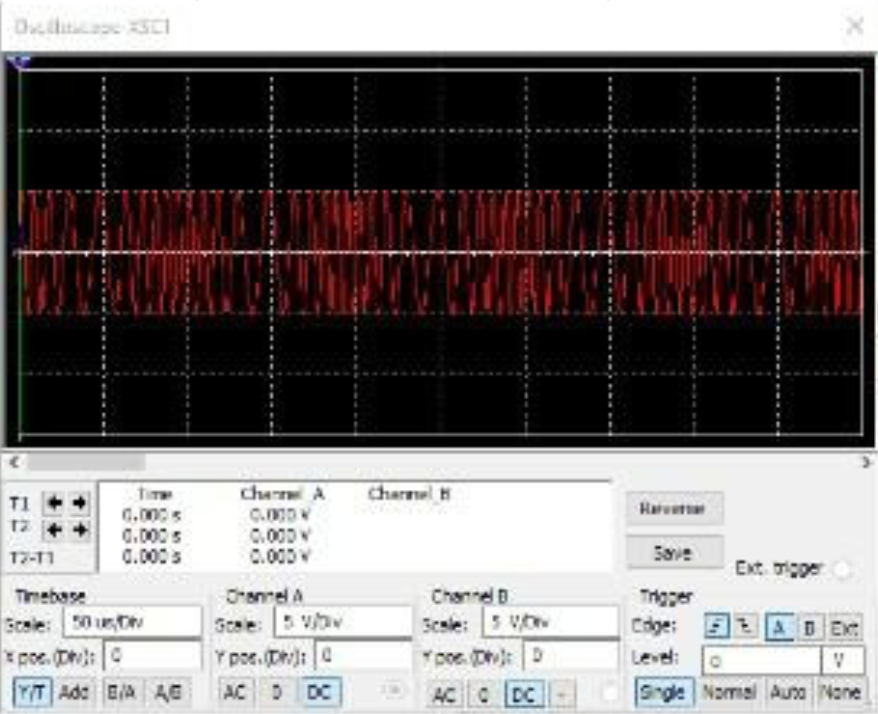 Oscilloscope-XSC1
T1
T2
T2-T1
Time Channel_A Channel_B
0.000 s 0.000 V
0.000 s 0.000 V
0.000 s 0.000 V
Reverse
Save
Ext. trigger
Timebase
Scale: 50 us/Div
X pos.(Div): 0
Y/T Add B/A A/B
Channel A
Scale: 5 V/Div
Y pos.(Div): 0
AC 0 DC
Channel B
Scale: 5 V/Div
Y pos.(Div): 0
AC 0 DC -
Trigger
Edge: A B Ext
Level: 0 V
Single Normal Auto None